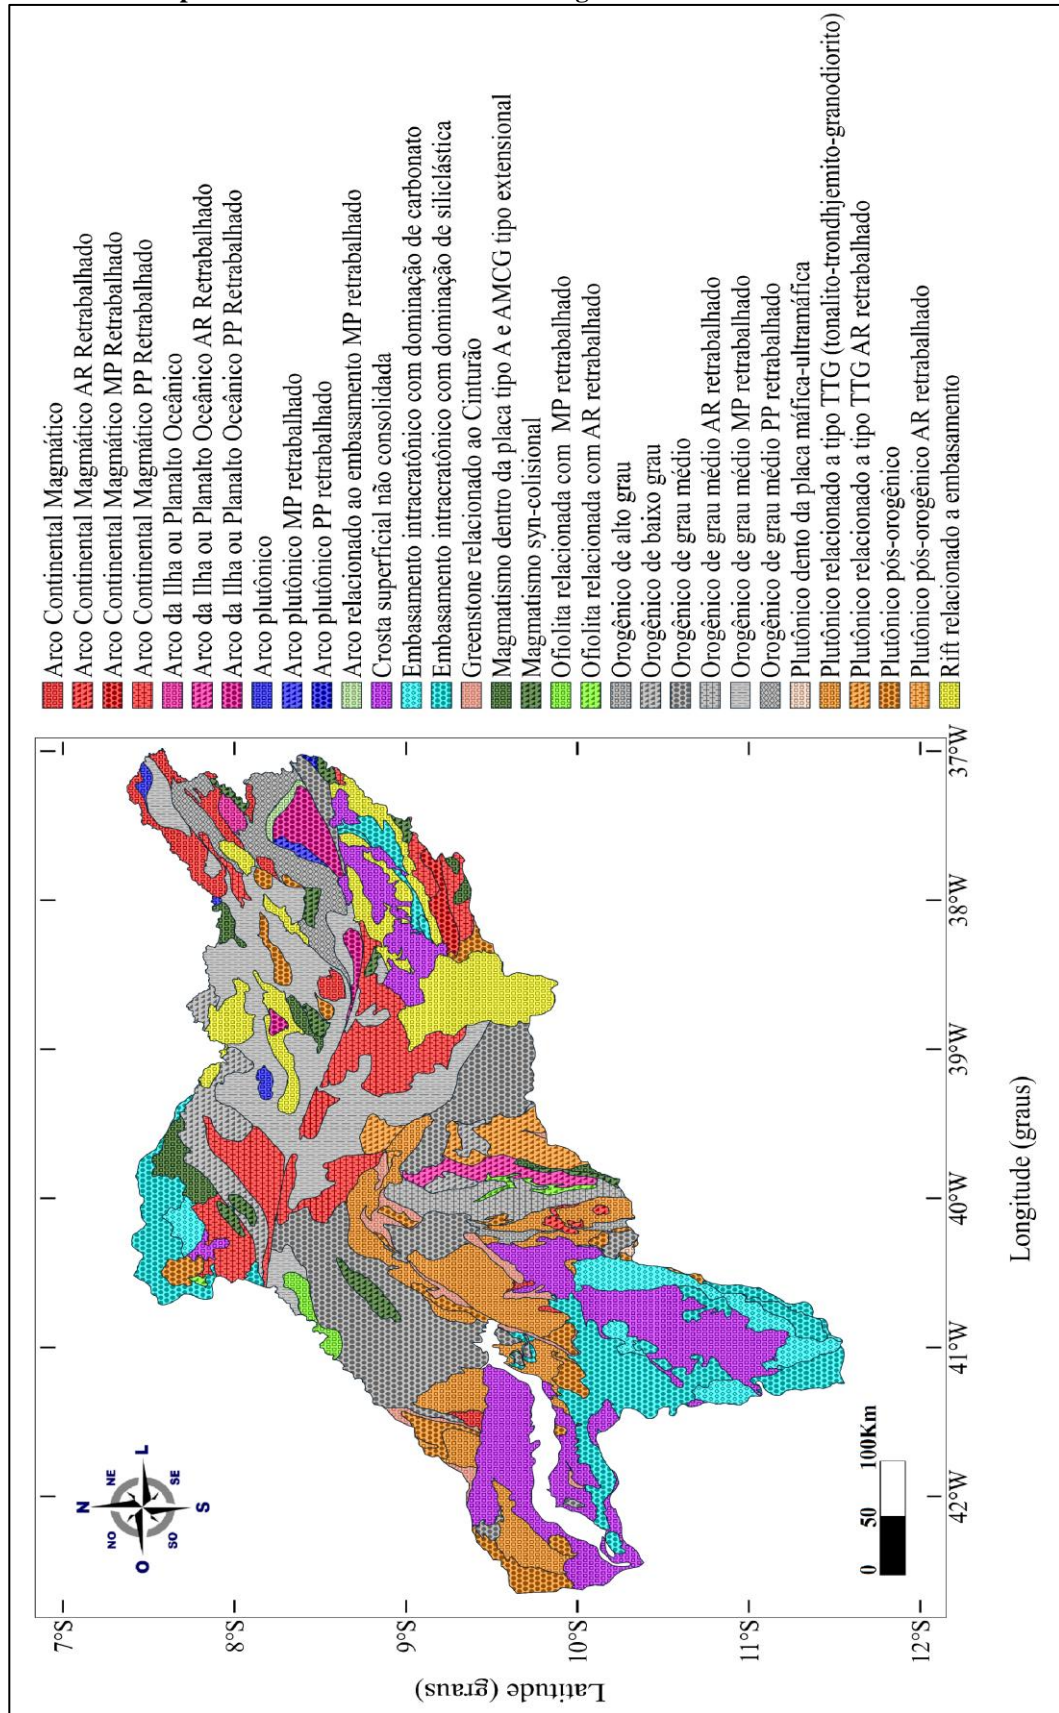 Arco Continental Magmático
Arco Continental Magmático AR Retrabalhado
Arco Continental Magmático MP Retrabalhado
Arco Continental Magmático PP Retrabalhado
Arco da Ilha ou Planalto Oceânico
Arco da Ilha ou Planalto Oceânico AR Retrabalhado
Arco da Ilha ou Planalto Oceânico PP Retrabalhado
Arco plutônico
Arco plutônico MP retrabalhado
Arco plutônico PP retrabalhado
Arco relacionado ao embasamento MP retrabalhado
Crosta superficial não consolidada
Embasamento intracratônico com dominação de carbonato
Embasamento intracratônico com dominação de siliclástica
Greenstone relacionado ao Cinturão
Magmatismo dentro da placa tipo A e AMCG tipo extensional
Magmatismo syn-colisional
Ofiolita relacionada com MP retrabalhado
Ofiolita relacionada com AR retrabalhado
Orogênico de alto grau
Orogênico de baixo grau
Orogênico de grau médio
Orogênico de grau médio AR retrabalhado
Orogênico de grau médio MP retrabalhado
Orogênico de grau médio PP retrabalhado
Plutônico dento da placa máfica-ultramáfica
Plutônico relacionado a tipo TTG (tonalito-trondhjemito-granodiorito)
Plutônico relacionado a tipo TTG AR retrabalhado
Plutônico pós-orogênico
Plutônico pós-orogênico AR retrabalhado
Rift relacionado a embasamento
N
NE
L
SE
S
SO
O
NO
0 50 100Km
7°S
8°S
9°S
10°S
11°S
12°S
Latitude (graus)
42°W
41°W
40°W
39°W
38°W
37°W
Longitude (graus)